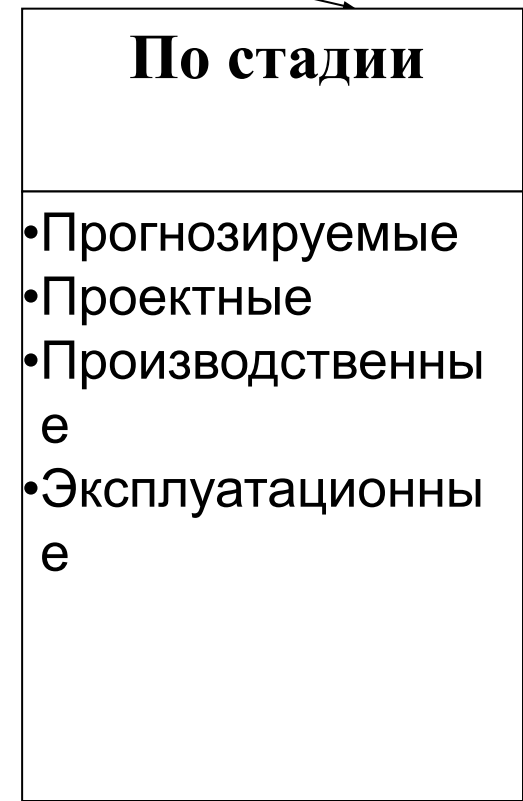 По стадии
•Прогнозируемые
•Проектные
•Производственны
е
•Эксплуатационны
е